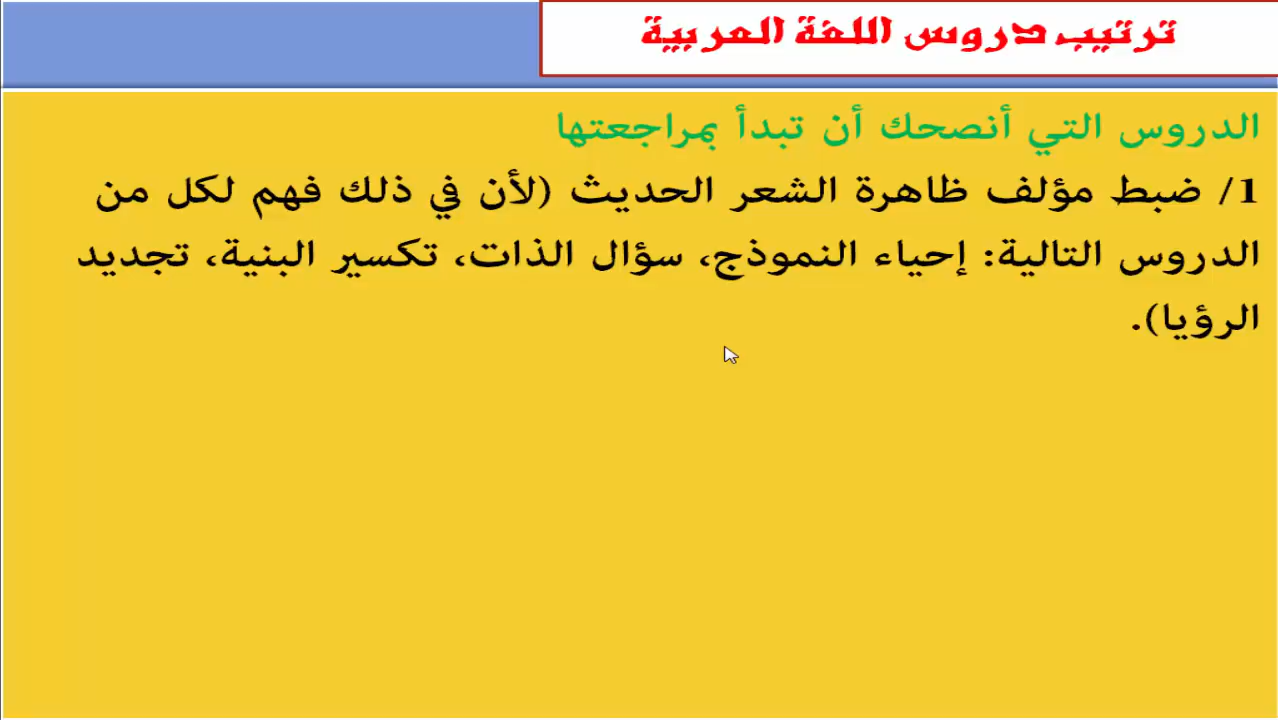 ترتيب دروس اللغة العربية
الدروس التي أنصحك أن تبدأ بمراجعتها
1/ ضبط مؤلف ظاهرة الشعر الحديث (لأن في ذلك فهم لكل من
الدروس التالية: إحياء النموذج، سؤال الذات، تكسير البنية، تجديد
الرؤيا).